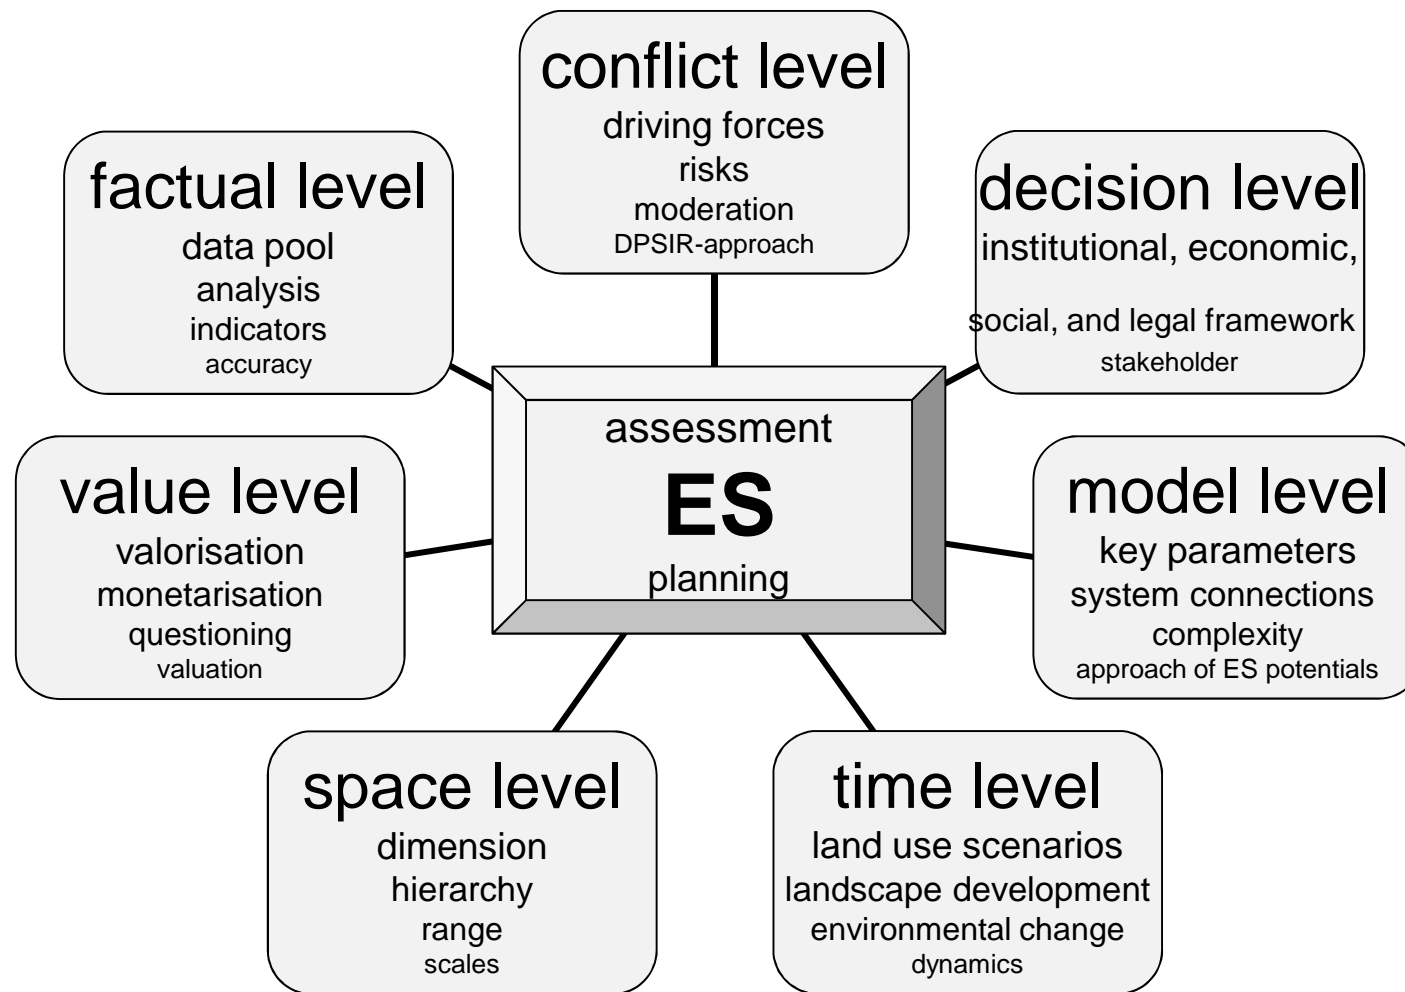 conflict level
driving forces
risks
moderation
DPSIR-approach
factual level
data pool
analysis
indicators
accuracy
decision level
institutional, economic,
social, and legal framework
stakeholder
assessment
ES
planning
value level
valorisation
monetarisation
questioning
valuation
model level
key parameters
system connections
complexity
approach of ES potentials
space level
dimension
hierarchy
range
scales
time level
land use scenarios
landscape development
environmental change
dynamics